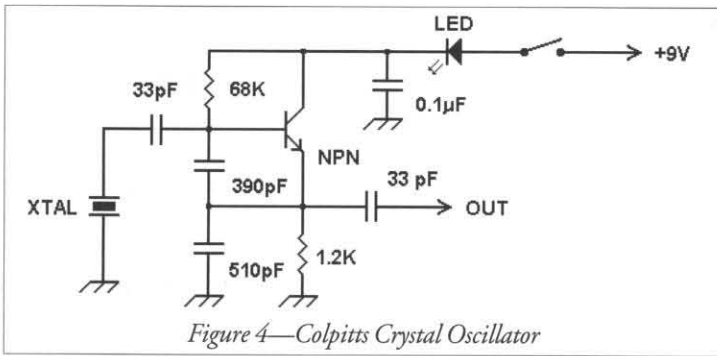 LED
+9V
33pF
68K
0.1µF
NPN
33 pF
390pF
XTAL
OUT
510pF
1.2K
Figure 4—Colpitts Crystal Oscillator